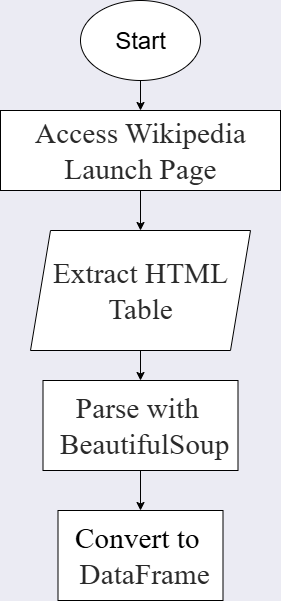 Start
Access Wikipedia
Launch Page
Extract HTML
Table
Parse with
BeautifulSoup
Convert to
DataFrame